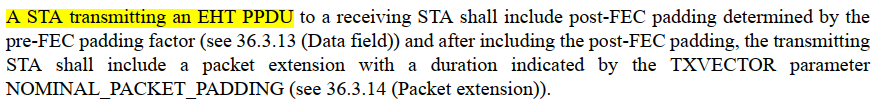 A STA transmitting an EHT PPDU to a receiving STA shall include post-FEC padding determined by the
pre-FEC padding factor (see 36.3.13 (Data field)) and after including the post-FEC padding, the transmitting
STA shall include a packet extension with a duration indicated by the TXVECTOR parameter
NOMINAL_PACKET_PADDING (see 36.3.14 (Packet extension)).